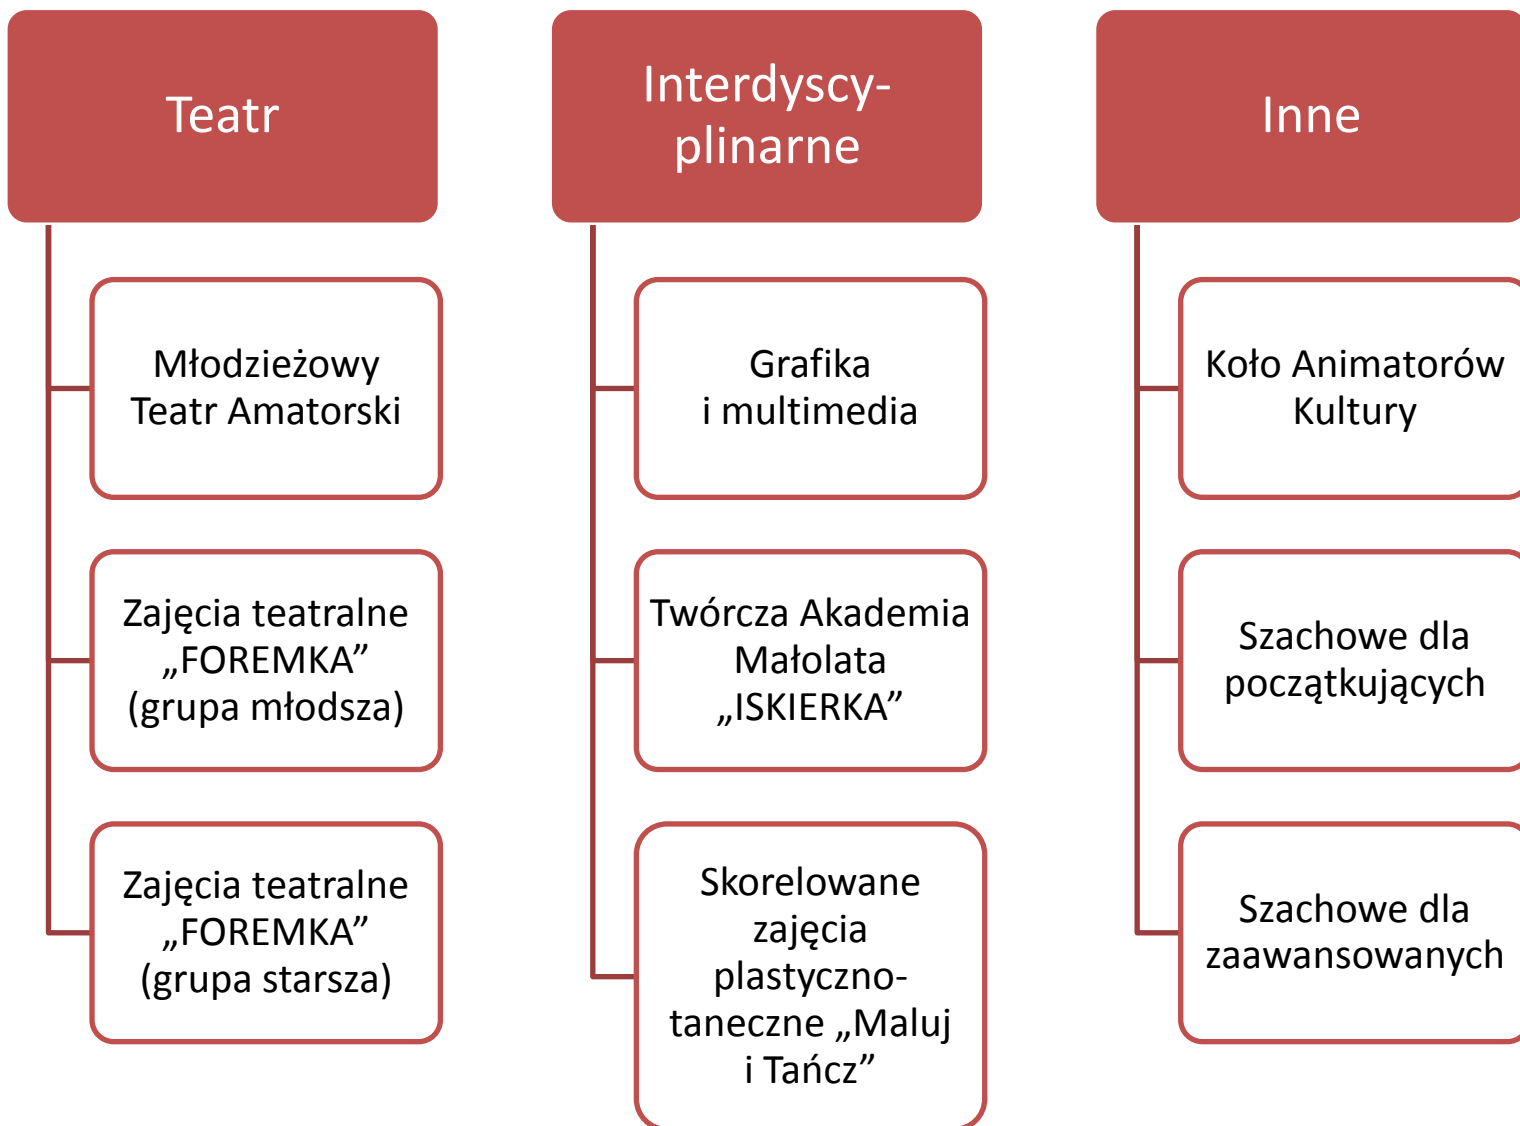 Teatr
Młodzieżowy
Teatr Amatorski
Zajęcia teatralne
„FOREMKA”
(grupa młodsza)
Zajęcia teatralne
„FOREMKA”
(grupa starsza)
Interdyscy-
plinarne
Grafika
i multimedia
Twórcza Akademia
Małolata
„ISKIERKA”
Skorelowane
zajęcia
plastyczno-
taneczne „Maluj
i Tańcz”
Inne
Koło Animatorów
Kultury
Szachowe dla
początkujących
Szachowe dla
zaawansowanych